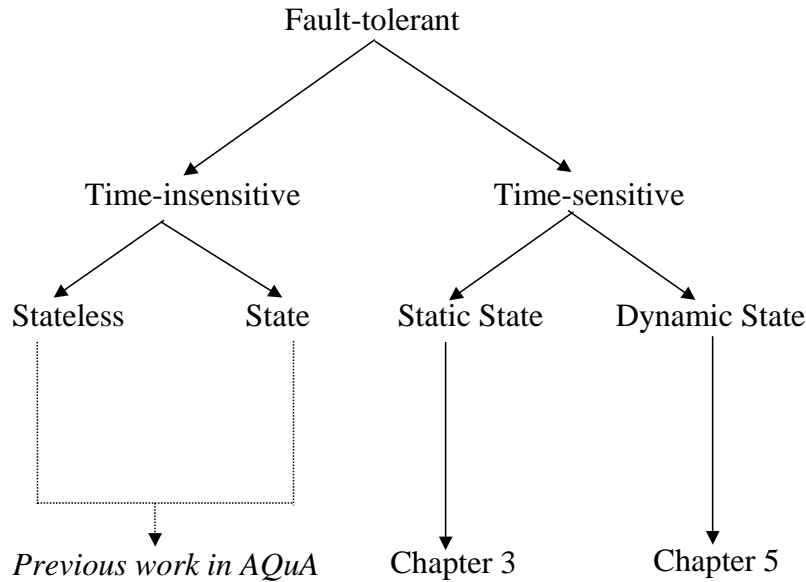 Fault-tolerant
Time-insensitive
Time-sensitive
Stateless
State
Static State
Dynamic State
Previous work in AQuA
Chapter 3
Chapter 5